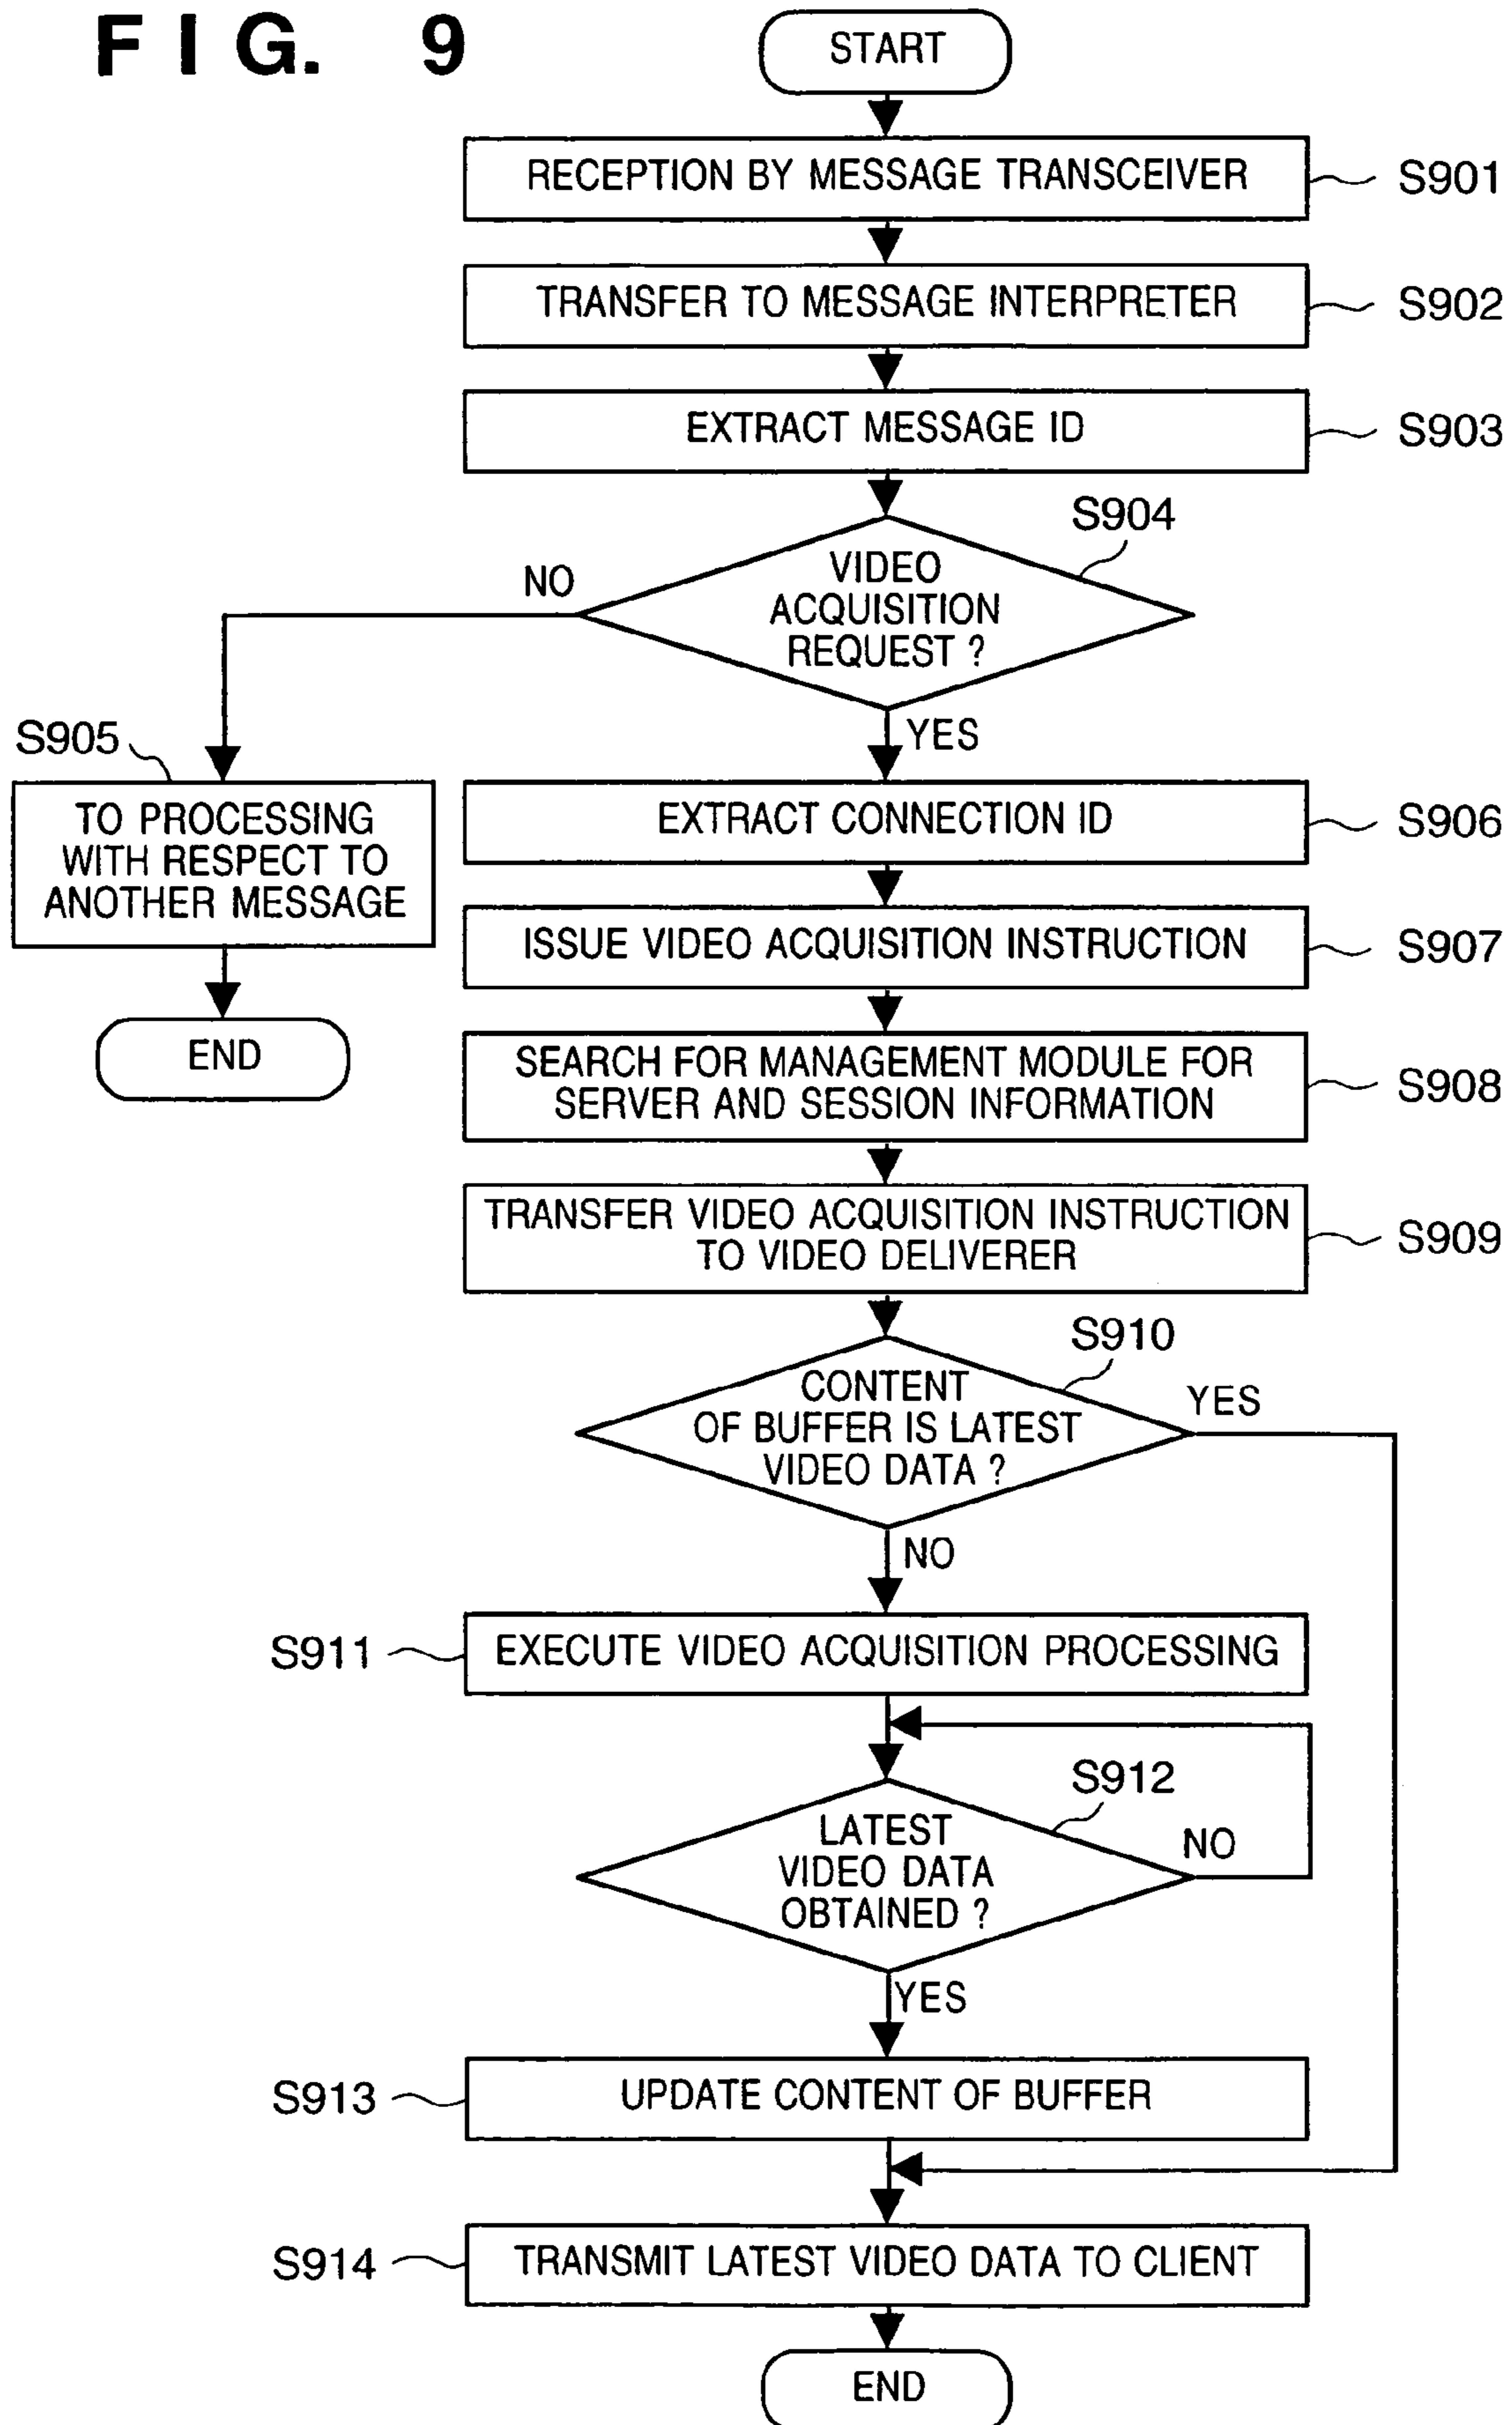 FIG. 9
START
RECEPTION BY MESSAGE TRANSCEIVER
S901
TRANSFER TO MESSAGE INTERPRETER
S902
EXTRACT MESSAGE ID
S903
S904
VIDEO
ACQUISITION
REQUEST ?
NO
YES
S905
TO PROCESSING
WITH RESPECT TO
ANOTHER MESSAGE
END
EXTRACT CONNECTION ID
S906
ISSUE VIDEO ACQUISITION INSTRUCTION
S907
SEARCH FOR MANAGEMENT MODULE FOR
SERVER AND SESSION INFORMATION
S908
TRANSFER VIDEO ACQUISITION INSTRUCTION
TO VIDEO DELIVERER
S909
S910
CONTENT
OF BUFFER IS LATEST
VIDEO DATA ?
YES
NO
S911
EXECUTE VIDEO ACQUISITION PROCESSING
S912
LATEST
VIDEO DATA
OBTAINED ?
NO
YES
S913
UPDATE CONTENT OF BUFFER
S914
TRANSMIT LATEST VIDEO DATA TO CLIENT
END